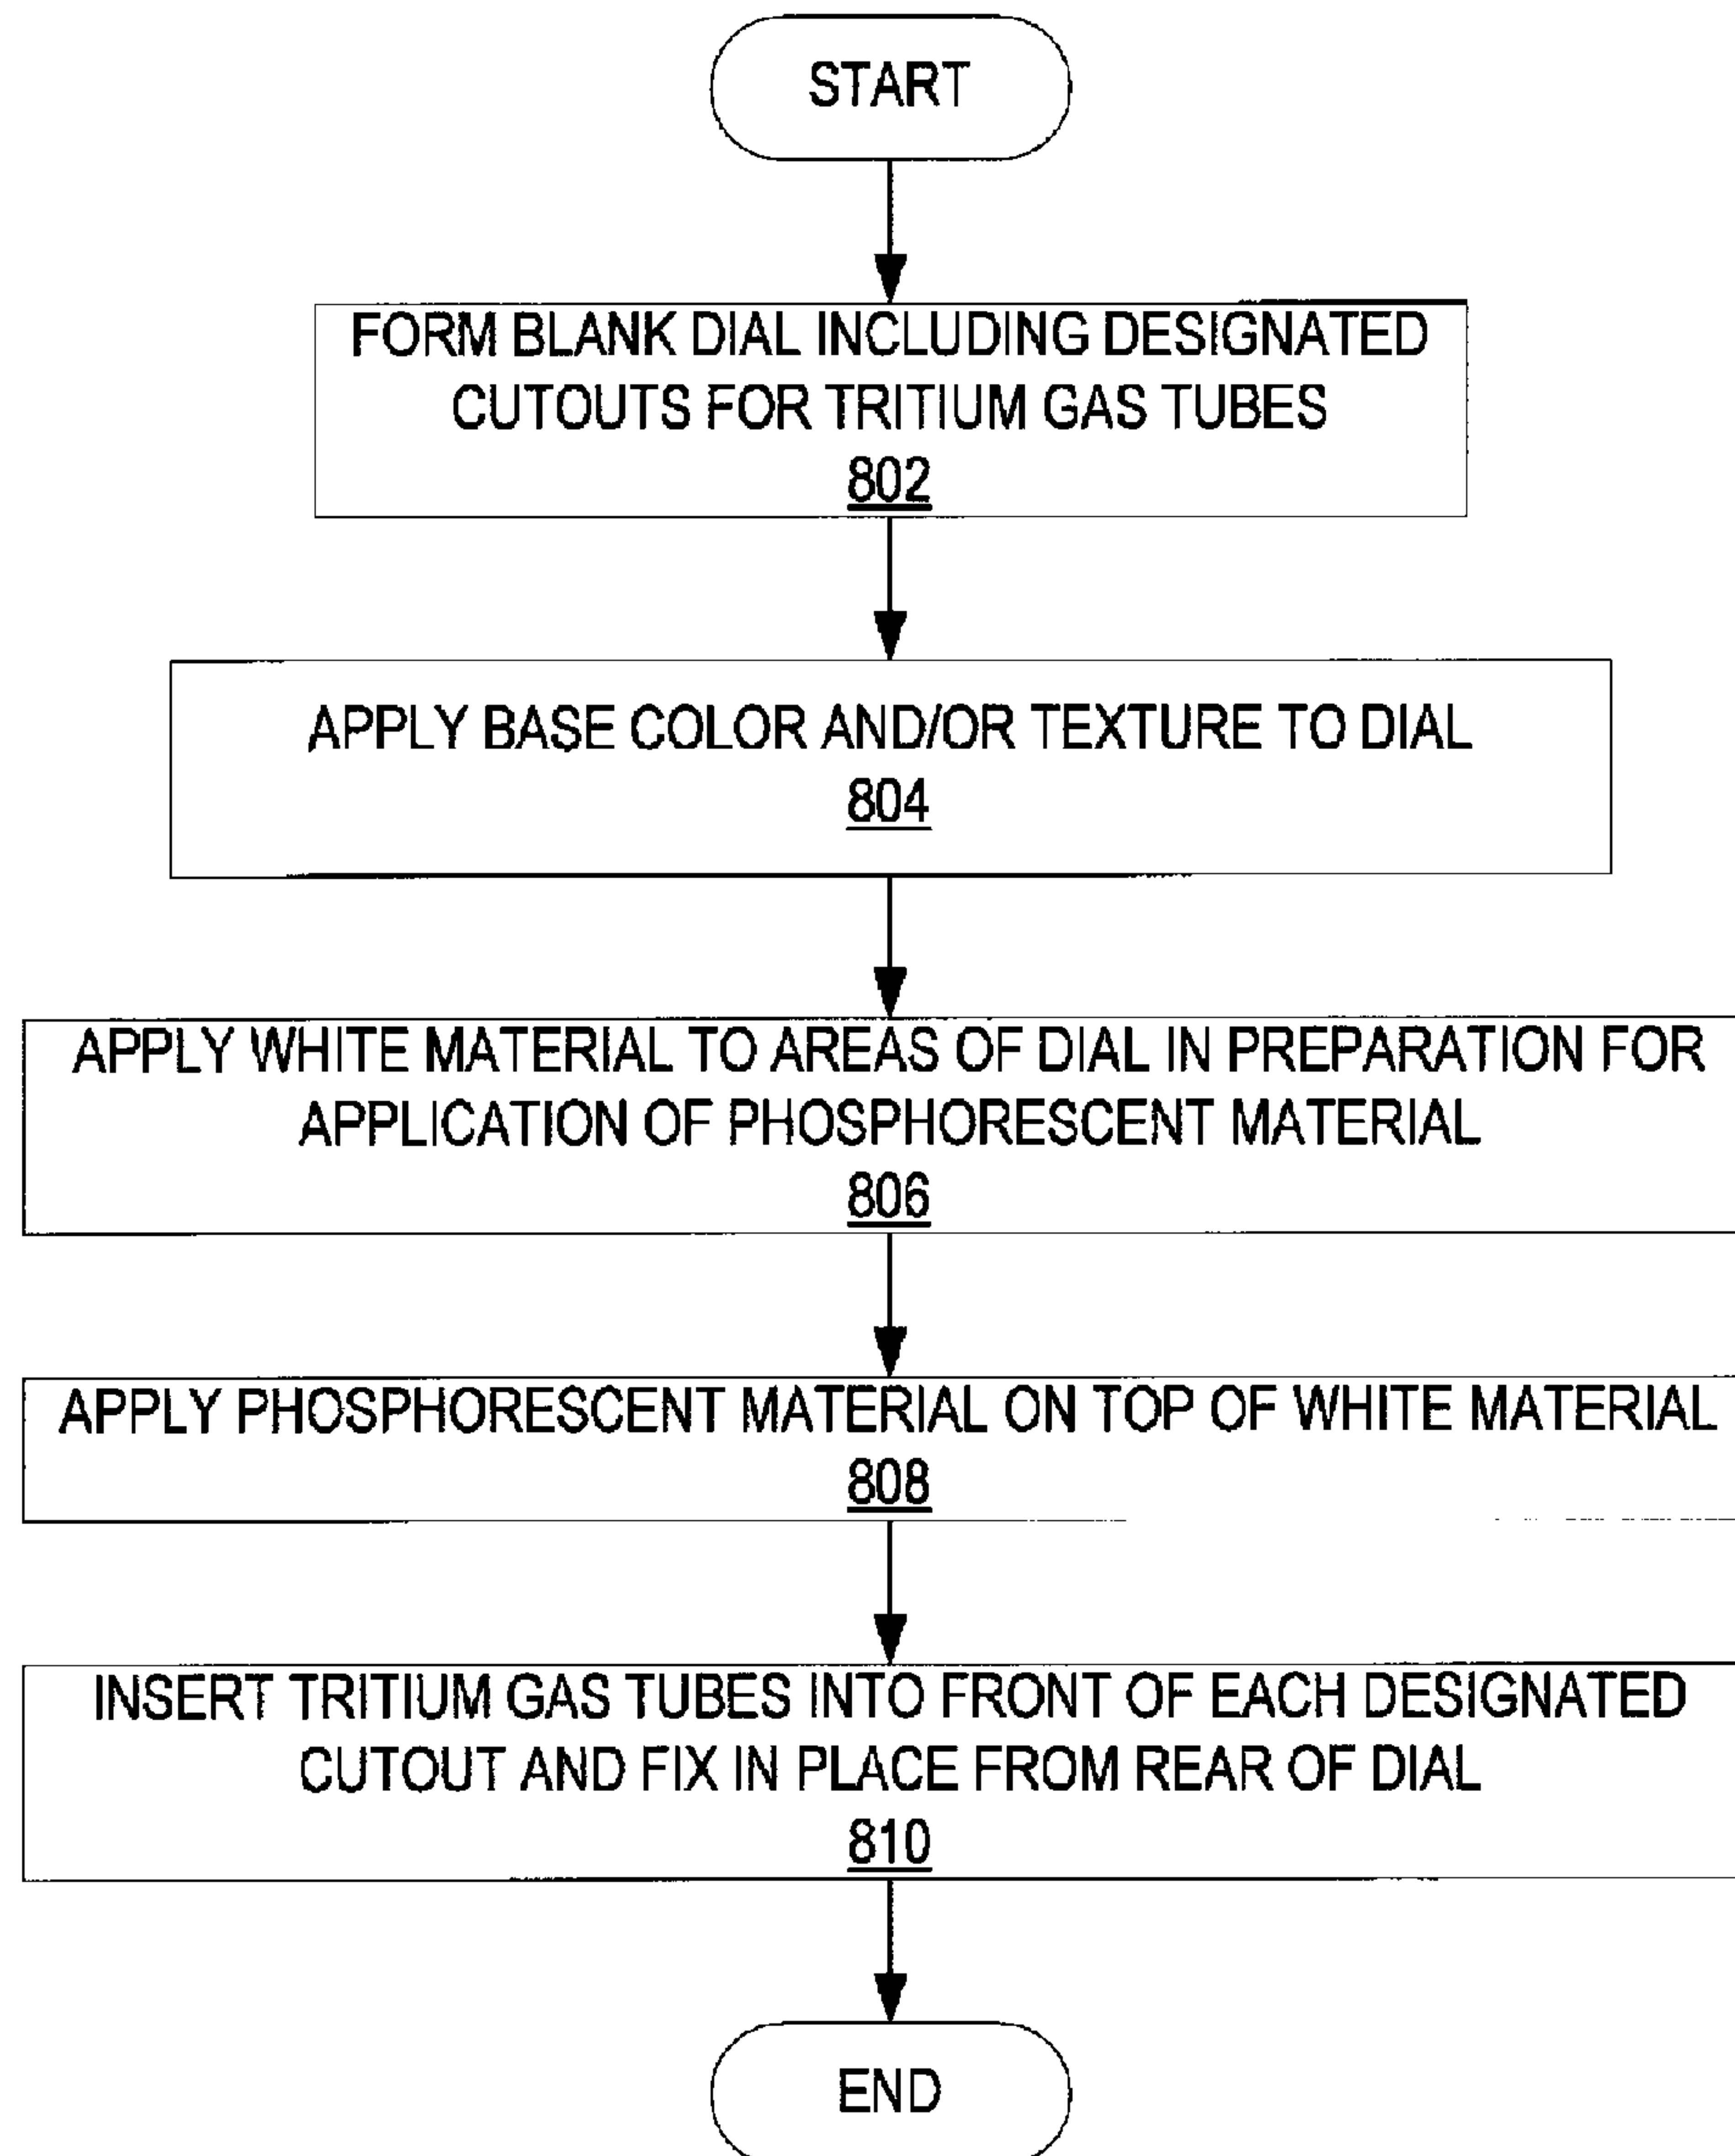 START
FORM BLANK DIAL INCLUDING DESIGNATED
CUTOUTS FOR TRITIUM GAS TUBES
802
APPLY BASE COLOR AND/OR TEXTURE TO DIAL
804
APPLY WHITE MATERIAL TO AREAS OF DIAL IN PREPARATION FOR
APPLICATION OF PHOSPHORESCENT MATERIAL
806
APPLY PHOSPHORESCENT MATERIAL ON TOP OF WHITE MATERIAL
808
INSERT TRITIUM GAS TUBES INTO FRONT OF EACH DESIGNATED
CUTOUT AND FIX IN PLACE FROM REAR OF DIAL
810
END